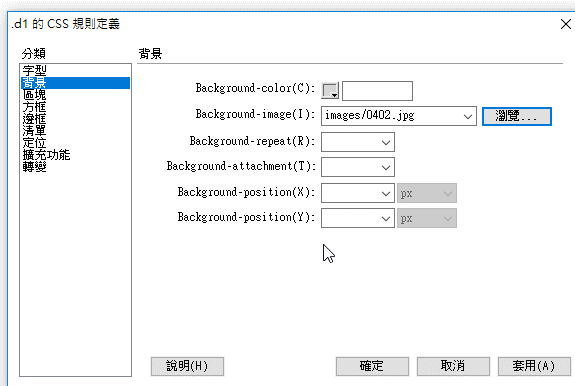 .d1 的 CSS 規則定義
分類
背景
字型
背景
區塊
方框
邊框
清單
定位
擴充功能
轉變
Background-color(C):
Background-image(I): images/0402.jpg 瀏覽...
Background-repeat(R):
Background-attachment(T):
Background-position(X): px
Background-position(Y): px
說明(H) 確定 取消 套用(A)